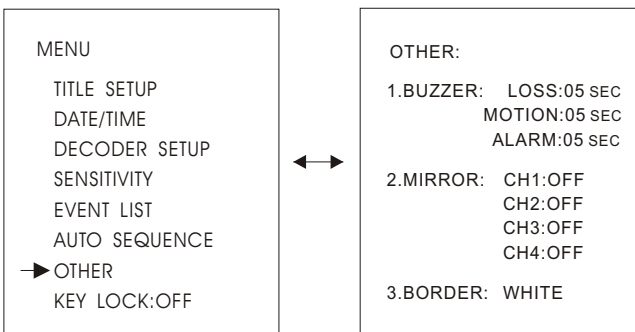 MENU
TITLE SETUP
DATE/TIME
DECODER SETUP
SENSITIVITY
EVENT LIST
AUTO SEQUENCE
OTHER
KEY LOCK:OFF
OTHER:
1.BUZZER: LOSS:05 SEC
MOTION:05 SEC
ALARM:05 SEC
2.MIRROR: CH1:OFF
CH2:OFF
CH3:OFF
CH4:OFF
3.BORDER: WHITE